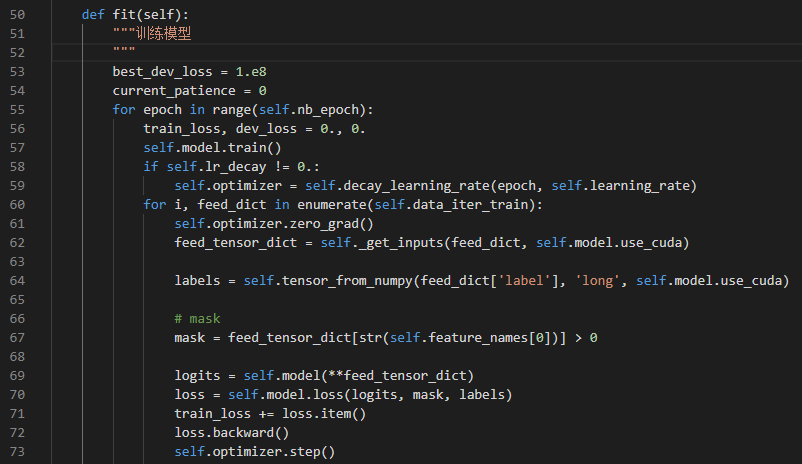 50 def fit(self):
51 """训练模型
52 """
53 best_dev_loss = 1.e8
54 current_patience = 0
55 for epoch in range(self.nb_epoch):
56 train_loss, dev_loss = 0., 0.
57 self.model.train()
58 if self.lr_decay != 0.:
59 self.optimizer = self.decay_learning_rate(epoch, self.learning_rate)
60 for i, feed_dict in enumerate(self.data_iter_train):
61 self.optimizer.zero_grad()
62 feed_tensor_dict = self._get_inputs(feed_dict, self.model.use_cuda)
63
64 labels = self.tensor_from_numpy(feed_dict['label'], 'long', self.model.use_cuda)
65
66 # mask
67 mask = feed_tensor_dict[str(self.feature_names[0])] > 0
68
69 logits = self.model(**feed_tensor_dict)
70 loss = self.model.loss(logits, mask, labels)
71 train_loss += loss.item()
72 loss.backward()
73 self.optimizer.step()